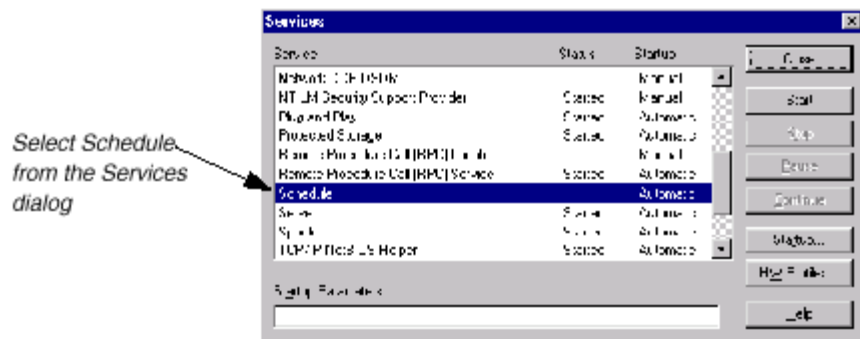 Services
Service Status Startup
Close
Network DDE DSDM Manual
NT LM Security Support Provider Started Manual
Start
Plug and Play Started Automatic
Protected Storage Started Automatic
Stop
Select Schedule
from the Services
dialog
Remote Procedure Call (RPC) Locator Manual
Remote Procedure Call (RPC) Service Started Automatic
Pause
Schedule Automatic
Continue
Server Started Automatic
Spooler Started Automatic
TCP/IP NetBIOS Helper Started Automatic
Startup...
HW Profiles...
Startup Parameters:
Help